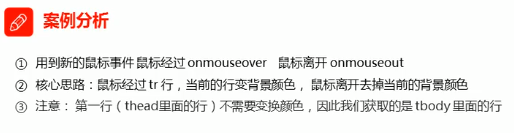 案例分析
① 用到新的鼠标事件 鼠标经过 onmouseover 鼠标离开 onmouseout
② 核心思路：鼠标经过 tr 行，当前的行变背景颜色， 鼠标离开去掉当前的背景颜色
③ 注意： 第一行（thead里面的行）不需要变换颜色，因此我们获取的是 tbody 里面的行